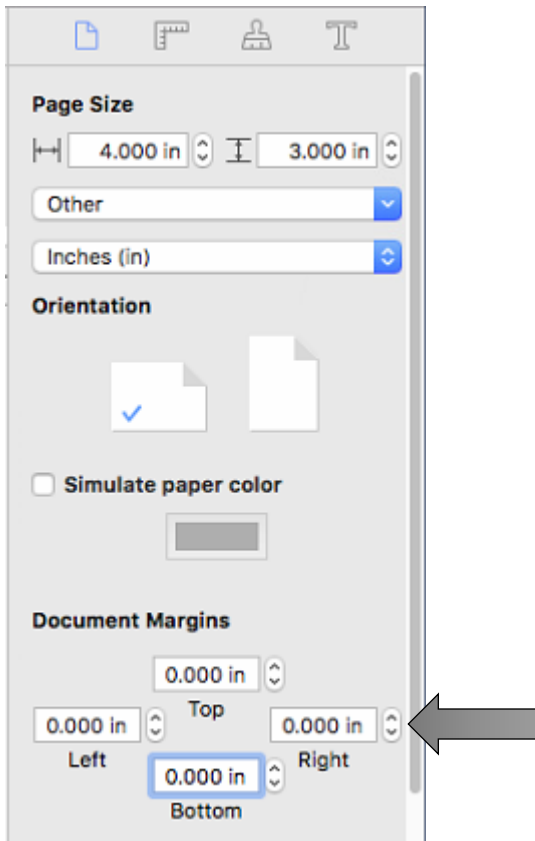 Page Size
4.000 in 3.000 in
Other
Inches (in)
Orientation
Simulate paper color
Document Margins
0.000 in
Top
0.000 in 0.000 in
Left Right
0.000 in
Bottom